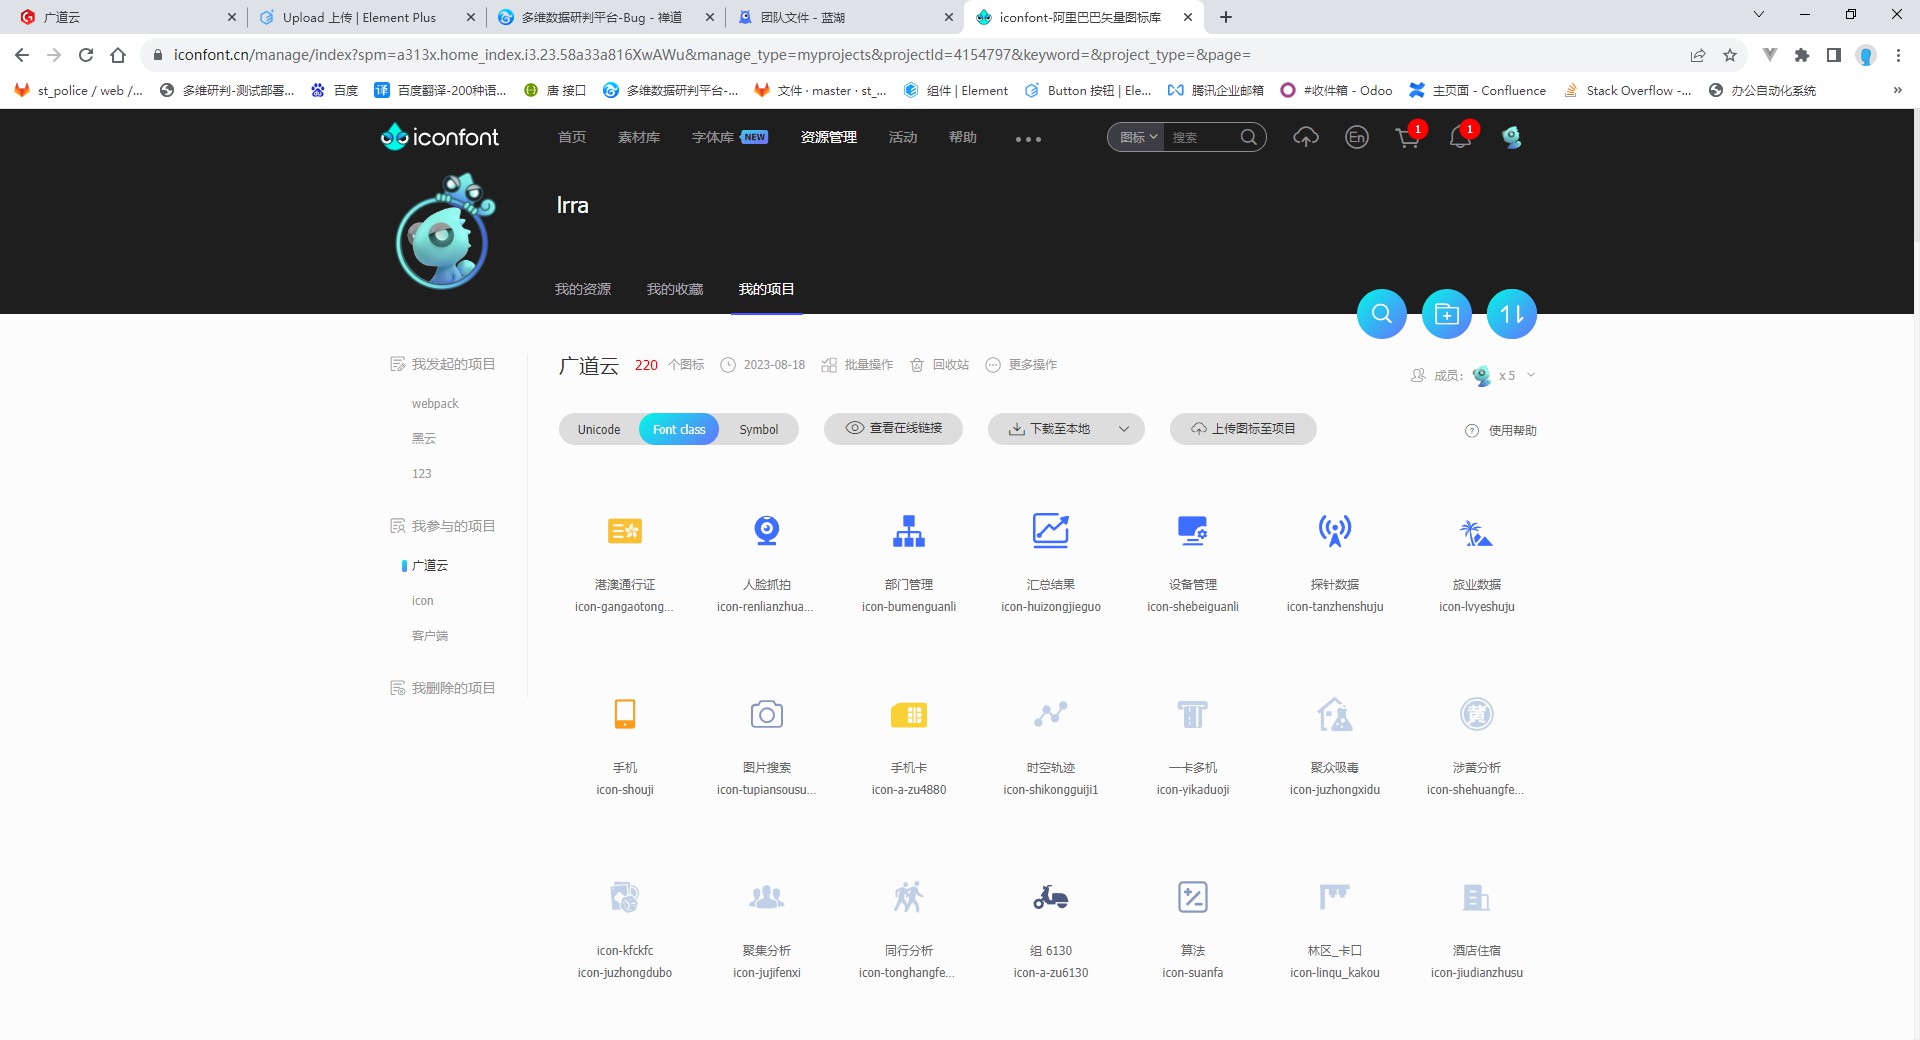 广道云
Upload 上传 | Element Plus
多维数据研判平台-Bug - 禅道
团队文件 - 蓝湖
iconfont-阿里巴巴矢量图标库
iconfont.cn/manage/index?spm=a313x.home_index.i3.23.58a33a816XwAWu&manage_type=myprojects&projectId=4154797&keyword=&project_type=&page=
st_police / web /...
多维研判-测试部署...
百度
译
百度翻译-200种语...
唐 接口
多维数据研判平台-...
文件 · master · st_...
组件 | Element
Button 按钮 | Ele...
腾讯企业邮箱
#收件箱 - Odoo
主页面 - Confluence
Stack Overflow -...
办公自动化系统
»
iconfont
首页
素材库
字体库
NEW
资源管理
活动
帮助
图标
搜索
En
1
1
Irra
我的资源
我的收藏
我的项目
我发起的项目
webpack
黑云
123
我参与的项目
广道云
icon
客户端
我删除的项目
广道云
220 个图标
2023-08-18
批量操作
回收站
更多操作
成员:
x 5
Unicode
Font class
Symbol
查看在线链接
下载至本地
上传图标至项目
使用帮助
港澳通行证
icon-gangaotong...
人脸抓拍
icon-renlianzhua...
部门管理
icon-bumenguanli
汇总结果
icon-huizongjieguo
设备管理
icon-shebeiguanli
探针数据
icon-tanzhenshuju
旅业数据
icon-lvyeshuju
黄
手机
icon-shouji
图片搜索
icon-tupiansousu...
手机卡
icon-a-zu4880
时空轨迹
icon-shikongguiji1
一卡多机
icon-yikaduoji
聚众吸毒
icon-juzhongxidu
涉黄分析
icon-shehuangfe...
icon-kfckfc
icon-juzhongdubo
聚集分析
icon-jujifenxi
同行分析
icon-tonghangfe...
组 6130
icon-a-zu6130
算法
icon-suanfa
林区_卡口
icon-linqu_kakou
酒店住宿
icon-jiudianzhusu